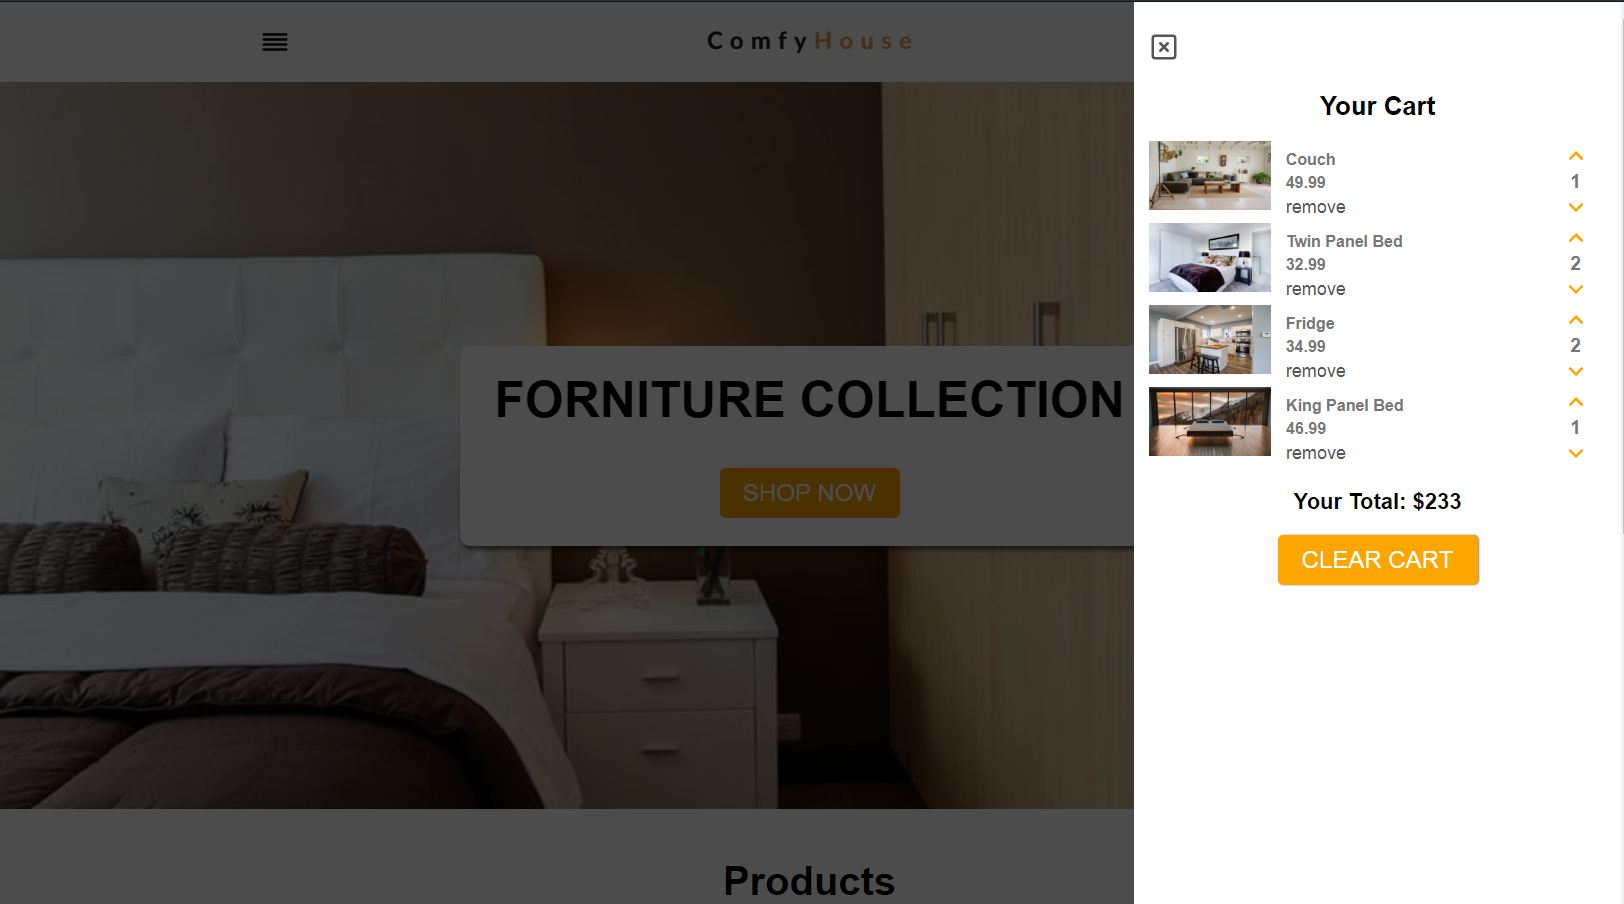 ComfyHouse
FORNITURE COLLECTION
SHOP NOW
Products
Your Cart
Couch
49.99
remove
1
Twin Panel Bed
32.99
remove
2
Fridge
34.99
remove
2
King Panel Bed
46.99
remove
1
Your Total: $233
CLEAR CART